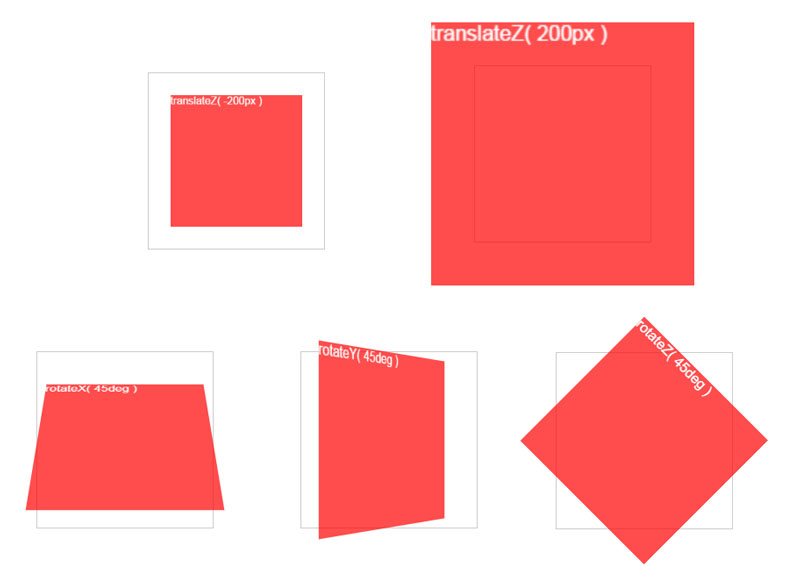 translateZ( -200px )
translateZ( 200px )
rotateX( 45deg )
rotateY( 45deg )
rotateZ( 45deg )